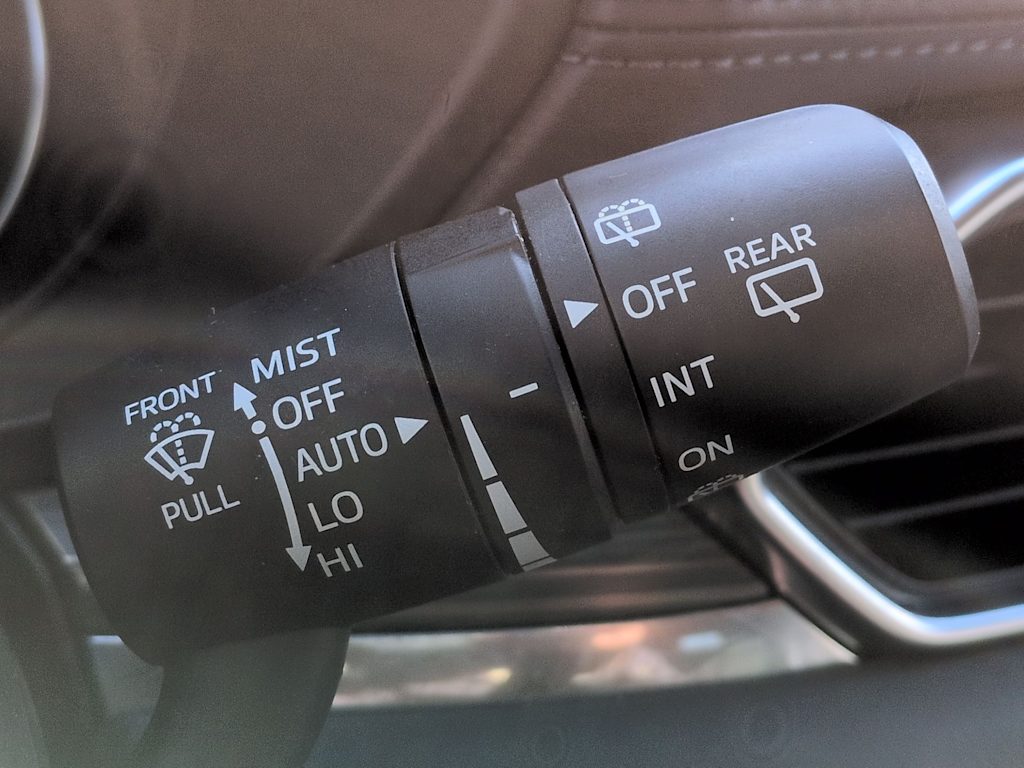 FRONT
PULL
MIST
OFF
AUTO
LO
HI
OFF
INT
ON
REAR